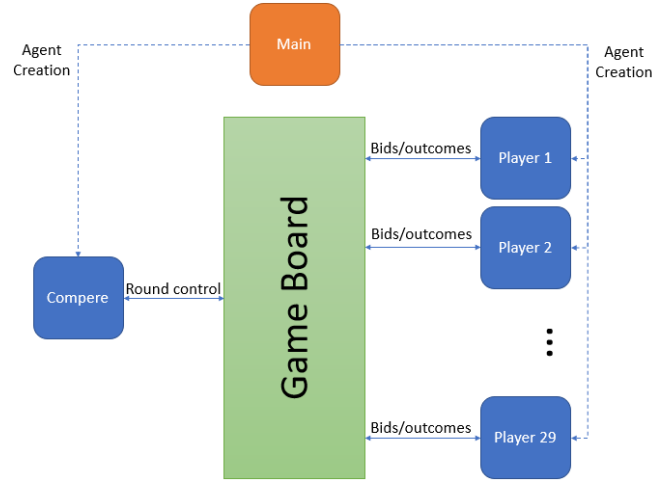 Agent
Creation
Main
Agent
Creation
Game Board
Bids/outcomes
Player 1
Bids/outcomes
Player 2
Compere
Round control
...
Bids/outcomes
Player 29